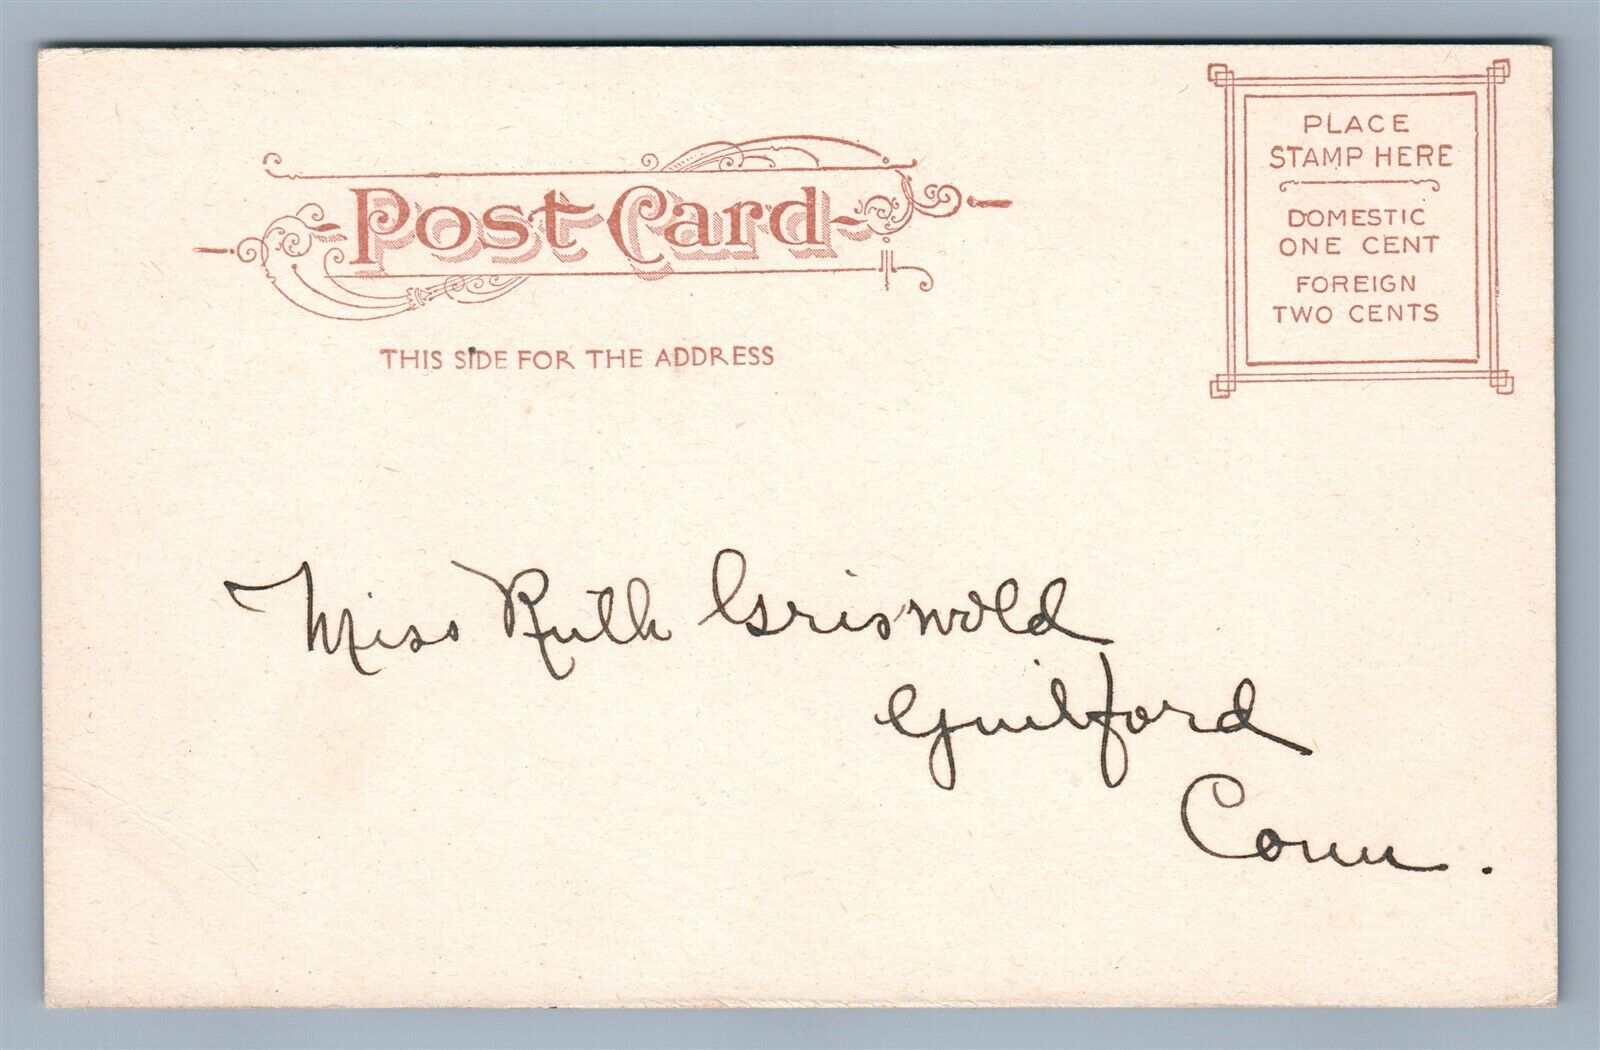 Post Card
THIS SIDE FOR THE ADDRESS
PLACE
STAMP HERE
DOMESTIC
ONE CENT
FOREIGN
TWO CENTS
Miss Ruth Griswold
Guilford
Conn.